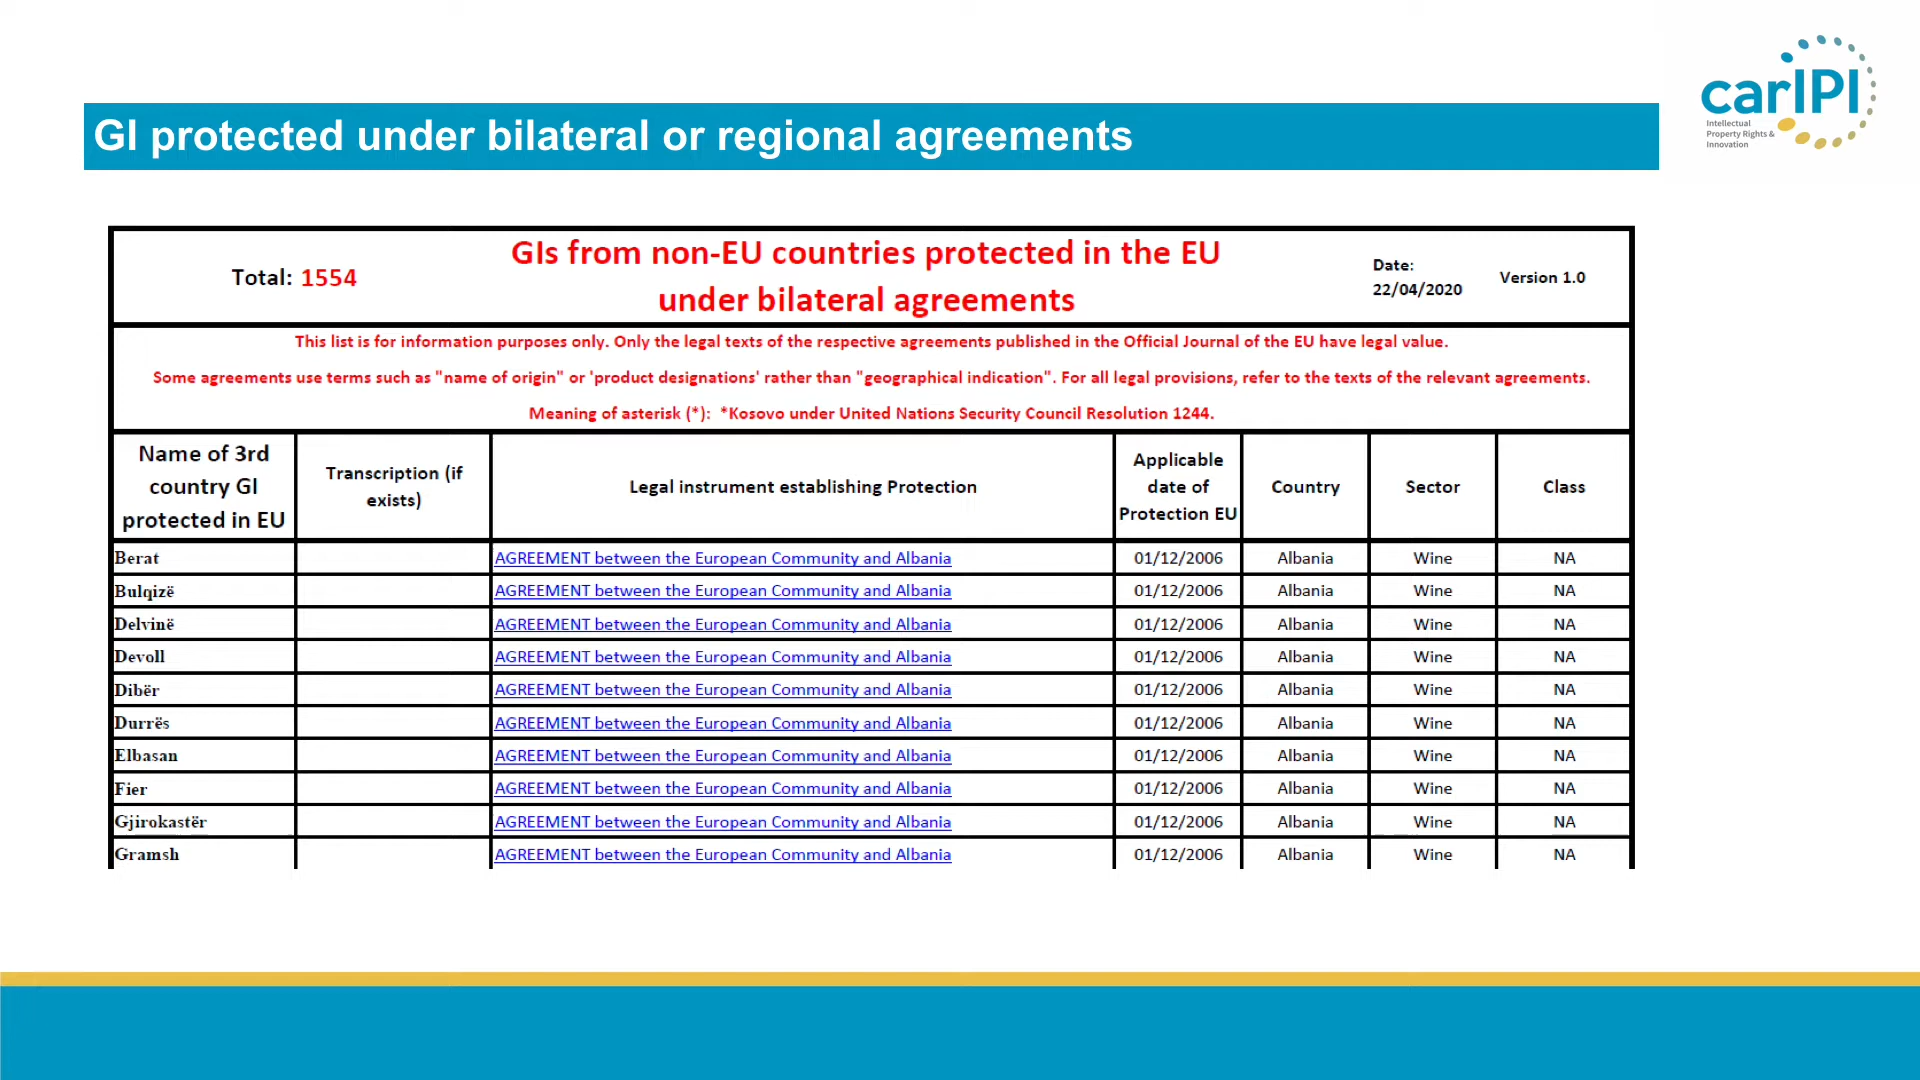 carIPI
Intellectual
Property Rights &
Innovation
GI protected under bilateral or regional agreements
Total: 1554
GIs from non-EU countries protected in the EU
under bilateral agreements
Date:
22/04/2020
Version 1.0
This list is for information purposes only. Only the legal texts of the respective agreements published in the Official Journal of the EU have legal value.
Some agreements use terms such as "name of origin" or 'product designations' rather than "geographical indication". For all legal provisions, refer to the texts of the relevant agreements.
Meaning of asterisk (*): *Kosovo under United Nations Security Council Resolution 1244.
Name of 3rd
country GI
protected in EU
Transcription (if
exists)
Legal instrument establishing Protection
Applicable
date of
Protection EU
Country
Sector
Class
Berat AGREEMENT between the European Community and Albania 01/12/2006 Albania Wine NA
Bulqizë AGREEMENT between the European Community and Albania 01/12/2006 Albania Wine NA
Delvinë AGREEMENT between the European Community and Albania 01/12/2006 Albania Wine NA
Devoll AGREEMENT between the European Community and Albania 01/12/2006 Albania Wine NA
Dibër AGREEMENT between the European Community and Albania 01/12/2006 Albania Wine NA
Durrës AGREEMENT between the European Community and Albania 01/12/2006 Albania Wine NA
Elbasan AGREEMENT between the European Community and Albania 01/12/2006 Albania Wine NA
Fier AGREEMENT between the European Community and Albania 01/12/2006 Albania Wine NA
Gjirokastër AGREEMENT between the European Community and Albania 01/12/2006 Albania Wine NA
Gramsh AGREEMENT between the European Community and Albania 01/12/2006 Albania Wine NA